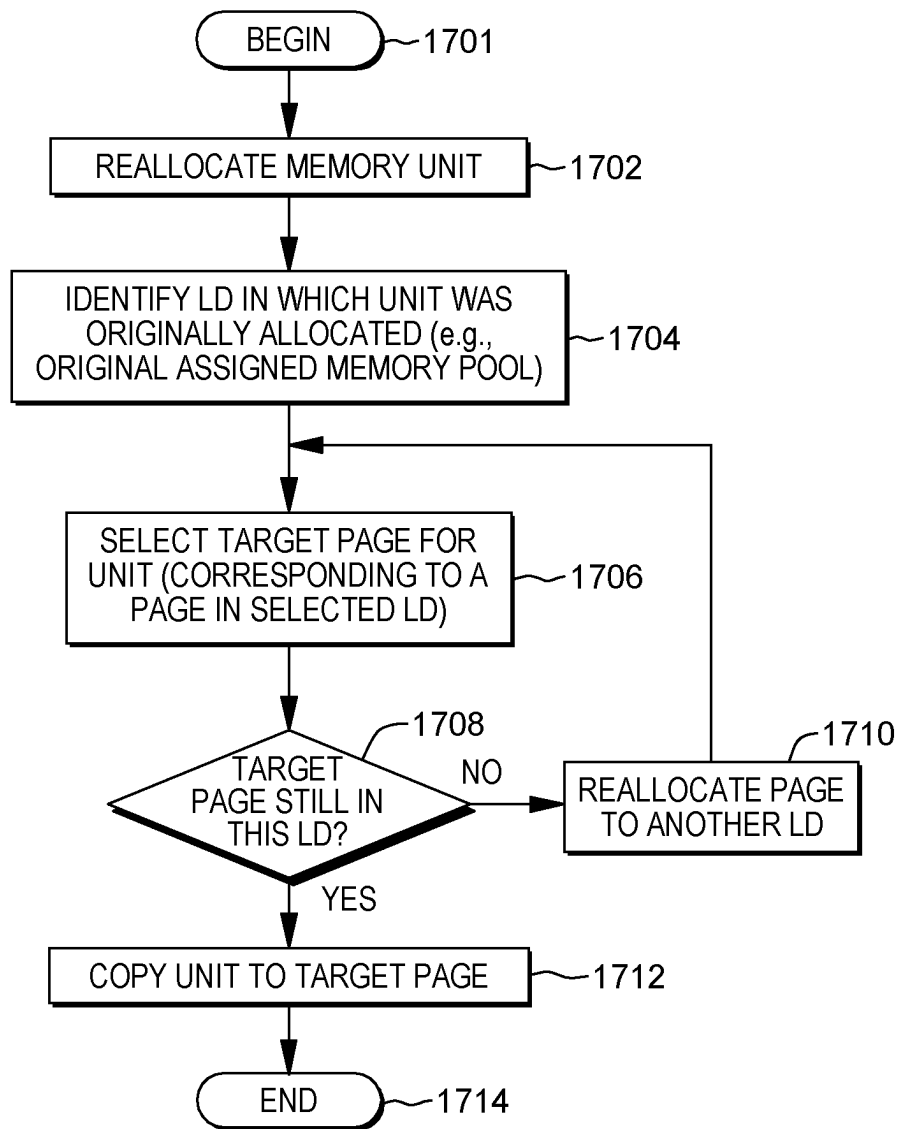 BEGIN
1701
REALLOCATE MEMORY UNIT
1702
IDENTIFY LD IN WHICH UNIT WAS
ORIGINALLY ALLOCATED (e.g.,
ORIGINAL ASSIGNED MEMORY POOL)
1704
SELECT TARGET PAGE FOR
UNIT (CORRESPONDING TO A
PAGE IN SELECTED LD)
1706
1708
TARGET
PAGE STILL IN
THIS LD?
NO
1710
REALLOCATE PAGE
TO ANOTHER LD
YES
COPY UNIT TO TARGET PAGE
1712
END
1714